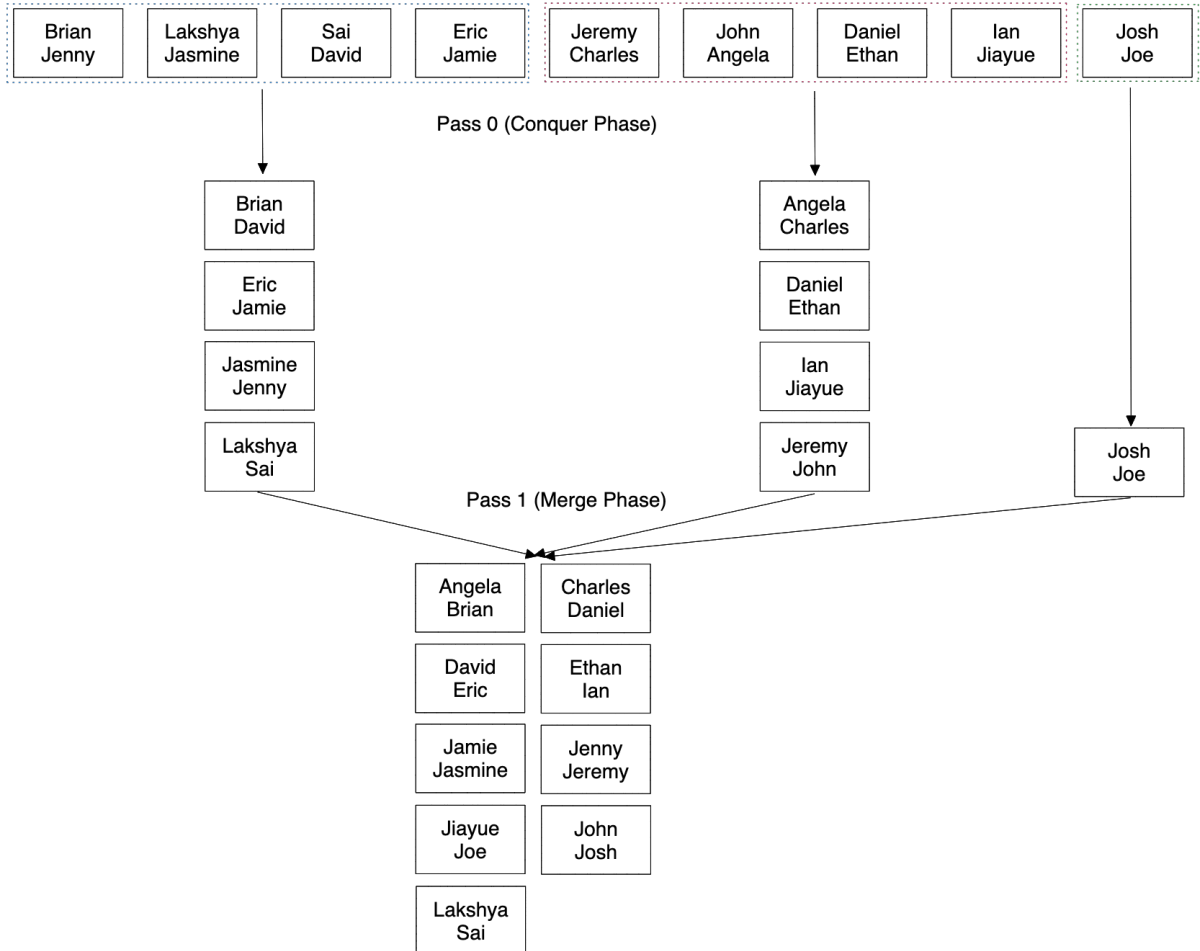 Brian
Jenny
Lakshya
Jasmine
Sai
David
Eric
Jamie
Jeremy
Charles
John
Angela
Daniel
Ethan
Ian
Jiayue
Josh
Joe
Pass 0 (Conquer Phase)
Brian
David
Eric
Jamie
Jasmine
Jenny
Lakshya
Sai
Angela
Charles
Daniel
Ethan
Ian
Jiayue
Jeremy
John
Josh
Joe
Pass 1 (Merge Phase)
Angela
Brian
Charles
Daniel
David
Eric
Ethan
Ian
Jamie
Jasmine
Jenny
Jeremy
Jiayue
Joe
John
Josh
Lakshya
Sai